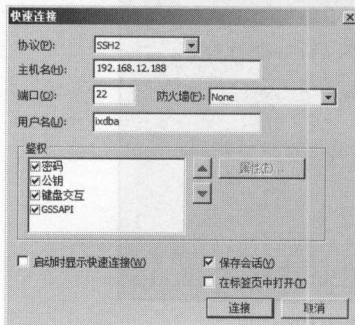 快速连接
协议(P): SSH2
主机名(H): 192.168.12.188
端口(O): 22 防火墙(F): None
用户名(U): ixdba
鉴权
密码
公钥
键盘交互
GSSAPI
属性(P)...
启动时显示快速连接(W) 保存会话(V)
在标签页中打开(T)
连接 取消